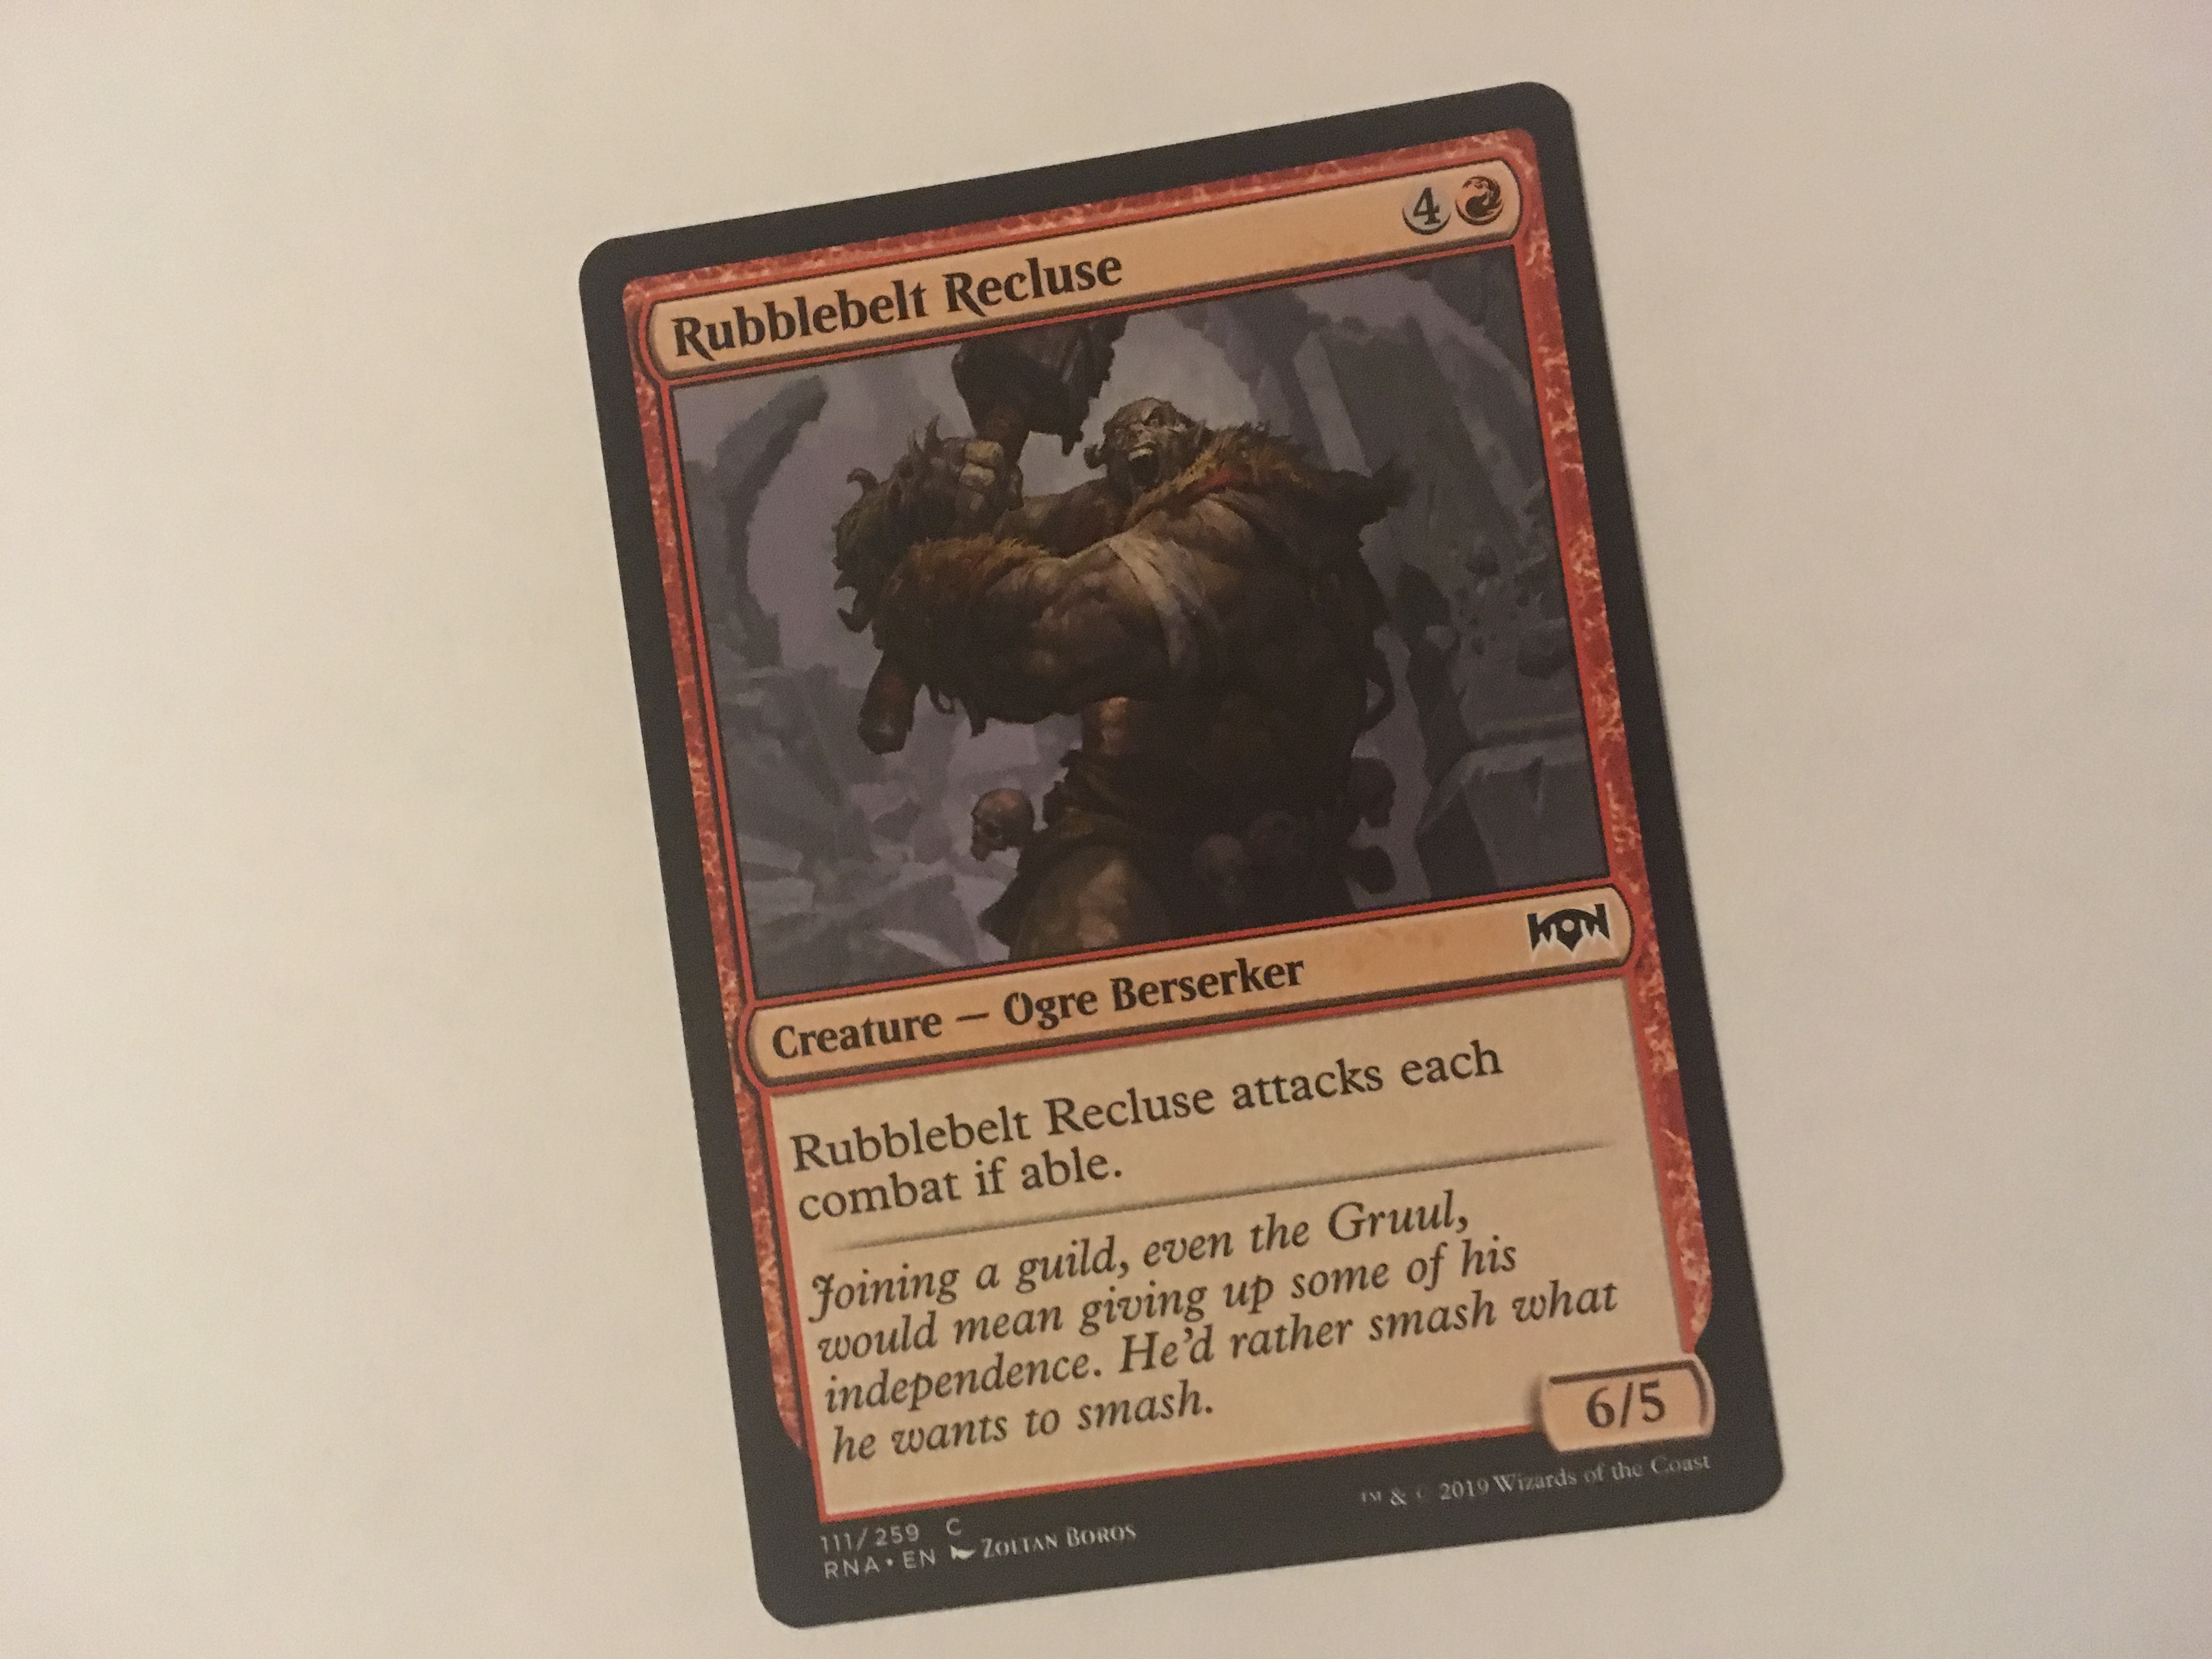 Rubblebelt Recluse 4
Creature — Ogre Berserker
Rubblebelt Recluse attacks each
combat if able.
Joining a guild, even the Gruul,
would mean giving up some of his
independence. He'd rather smash what
he wants to smash.
6/5
111/259 C
RNA • EN Zoltan Boros
™ & © 2019 Wizards of the Coast